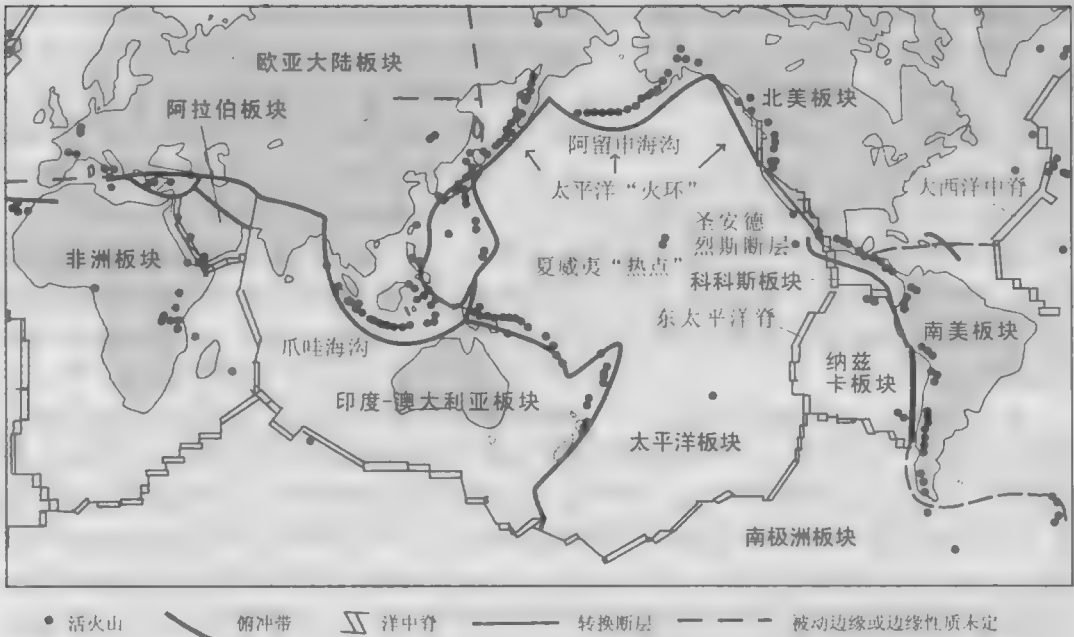 欧亚大陆板块
阿拉伯板块
北美板块
阿留申海沟
太平洋“火环”
大西洋中脊
圣安德
烈斯断层
非洲板块
夏威夷“热点”
科科斯板块
东太平洋脊
南美板块
爪哇海沟
纳兹
卡板块
印度-澳大利亚板块
太平洋板块
南极洲板块
活火山
俯冲带
洋中脊
转换断层
被动边缘或边缘性质未定